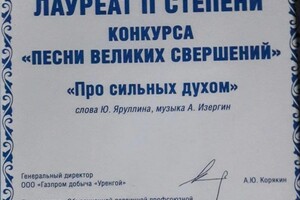 ЛАУРЕАТ II СТЕПЕНИ
КОНКУРСА
«ПЕСНИ ВЕЛИКИХ СВЕРШЕНИЙ»
«Про сильных духом»
слова Ю. Яруллина, музыка А. Изергин
Генеральный директор
ООО «Газпром добыча «Уренгой»
А.Ю. Корякин